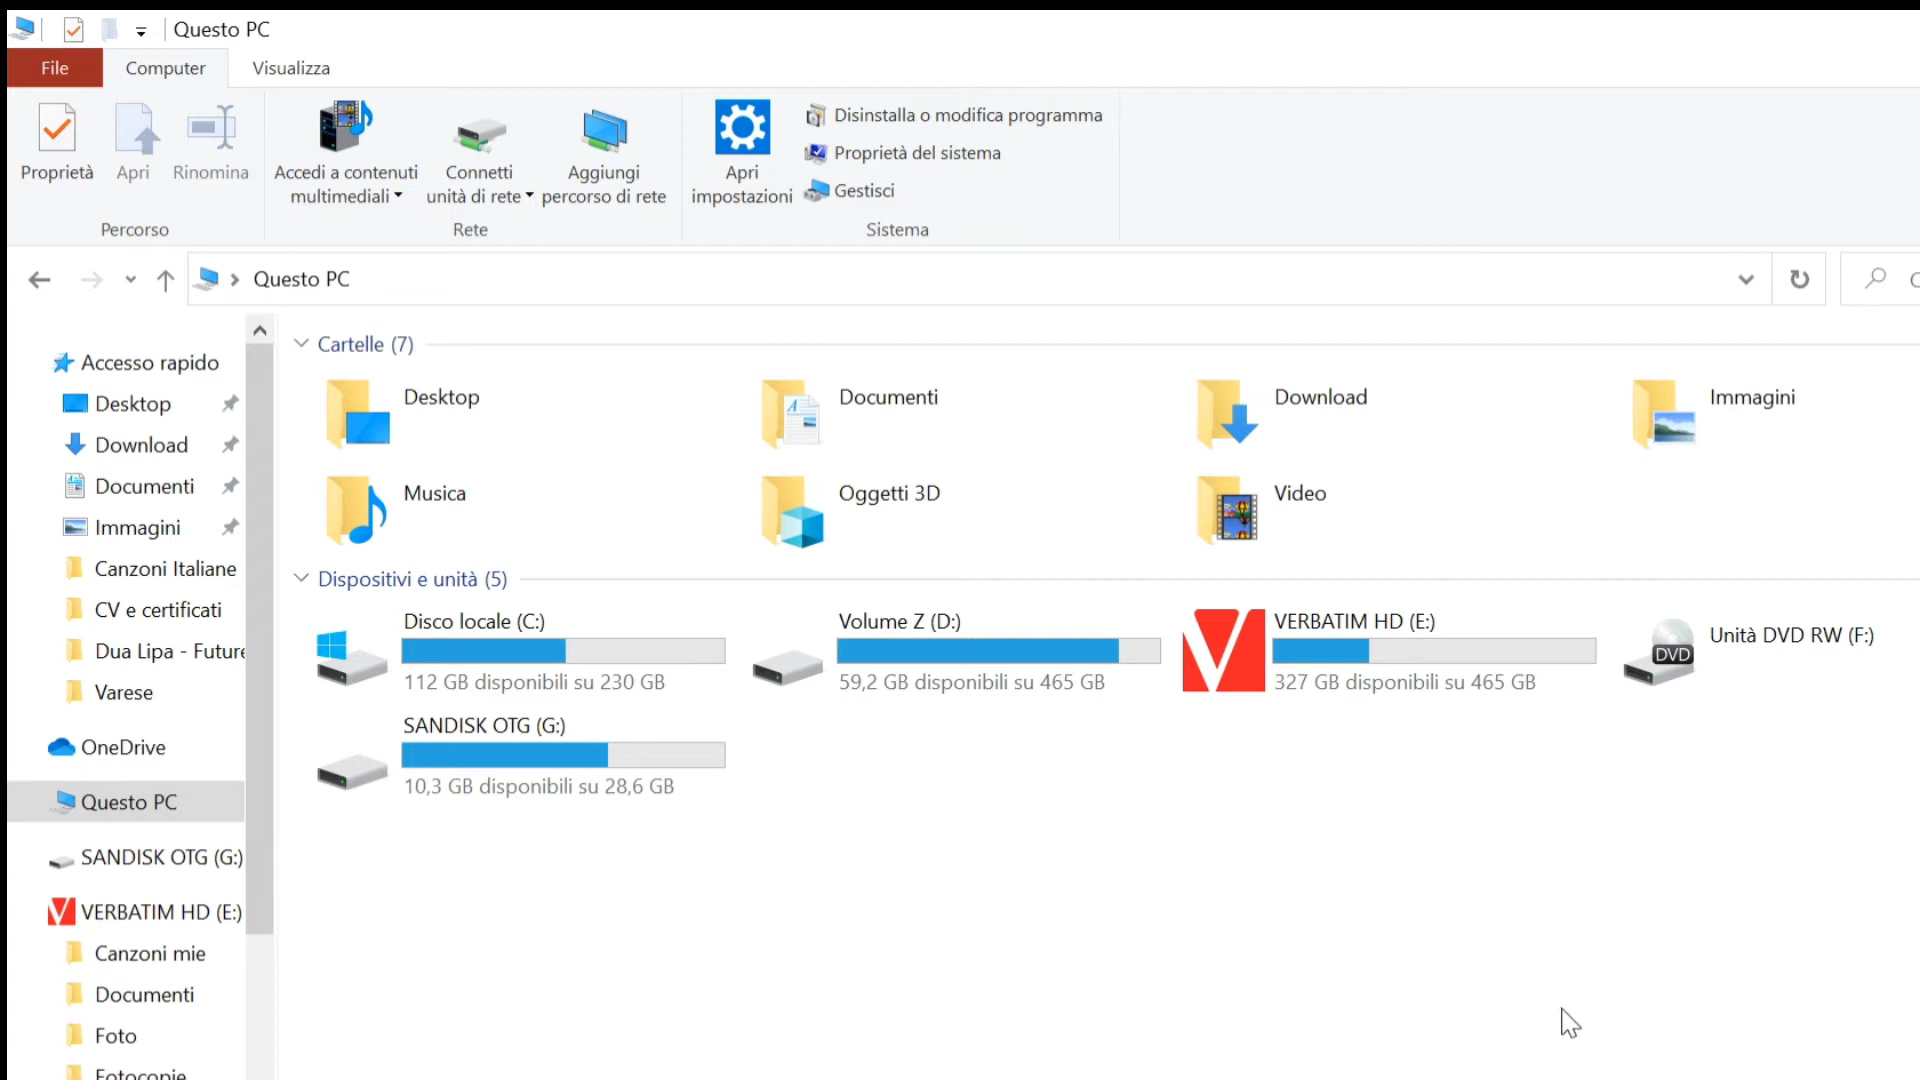 Questo PC
File
Computer
Visualizza
Proprietà
Apri
Rinomina
Accedi a contenuti
multimediali
Connetti
unità di rete
Aggiungi
percorso di rete
Apri
impostazioni
Disinstalla o modifica programma
Proprietà del sistema
Gestisci
Percorso
Rete
Sistema
Questo PC
Accesso rapido
Desktop
Download
Documenti
Immagini
Canzoni Italiane
CV e certificati
Dua Lipa - Future
Varese
OneDrive
Questo PC
SANDISK OTG (G:)
VERBATIM HD (E:)
Canzoni mie
Documenti
Foto
Fotocopie
Cartelle (7)
Desktop
Documenti
Download
Immagini
Musica
Oggetti 3D
Video
Dispositivi e unità (5)
Disco locale (C:)
112 GB disponibili su 230 GB
Volume Z (D:)
59,2 GB disponibili su 465 GB
VERBATIM HD (E:)
327 GB disponibili su 465 GB
DVD
Unità DVD RW (F:)
SANDISK OTG (G:)
10,3 GB disponibili su 28,6 GB